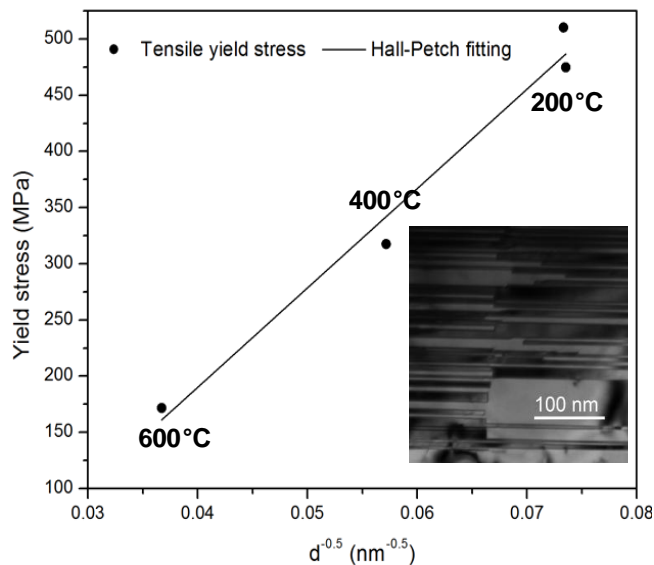 Yield stress (MPa)
500
450
400
350
300
250
200
150
100
Tensile yield stress
Hall-Petch fitting
200°C
400°C
600°C
100 nm
0.03
0.04
0.05
0.06
0.07
0.08
d^-0.5 (nm^-0.5)